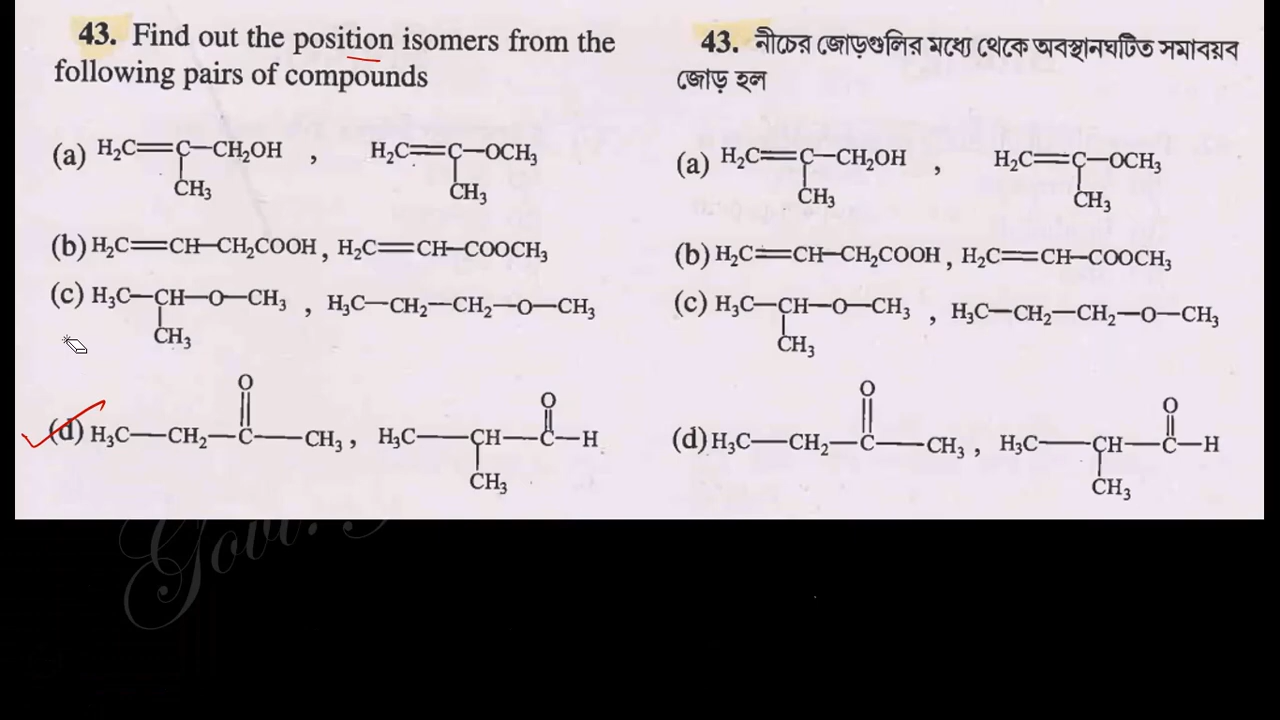 43. Find out the position isomers from the
following pairs of compounds
(a) H₂C=C-CH₂OH , H₂C=C-OCH₃
CH₃ CH₃
(b) H₂C=CH-CH₂COOH, H₂C=CH-COOCH₃
(c) H₃C-CH-O-CH₃ , H₃C-CH₂-CH₂-O-CH₃
CH₃
O O
(d) H₃C-CH₂-C-CH₃, H₃C-CH-C-H
CH₃
43. নীচের জোড়গুলির মধ্যে থেকে অবস্থানঘটিত সমাবয়ব
জোড় হল
(a) H₂C=C-CH₂OH , H₂C=C-OCH₃
CH₃ CH₃
(b) H₂C=CH-CH₂COOH, H₂C=CH-COOCH₃
(c) H₃C-CH-O-CH₃ , H₃C-CH₂-CH₂-O-CH₃
CH₃
O O
(d) H₃C-CH₂-C-CH₃, H₃C-CH-C-H
CH₃
Govt.